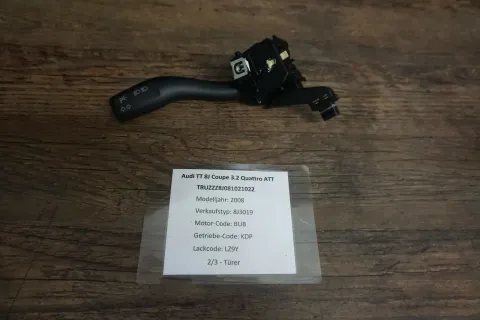 Audi TT 8J Coupe 3.2 Quattro ATT
TRUZZZ8J081021022
Modelljahr: 2008
Verkaufstyp: 8J3019
Motor-Code: BUB
Getriebe-Code: KDP
Lackcode: LZ9Y
2/3 - Türer